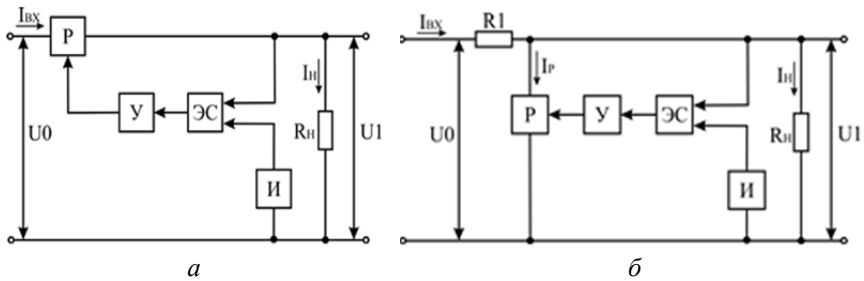 IВХ
Р
IН
У
ЭС
U0
RН
U1
И
а
IВХ
R1
IР
IН
Р
У
ЭС
U0
RН
U1
И
б